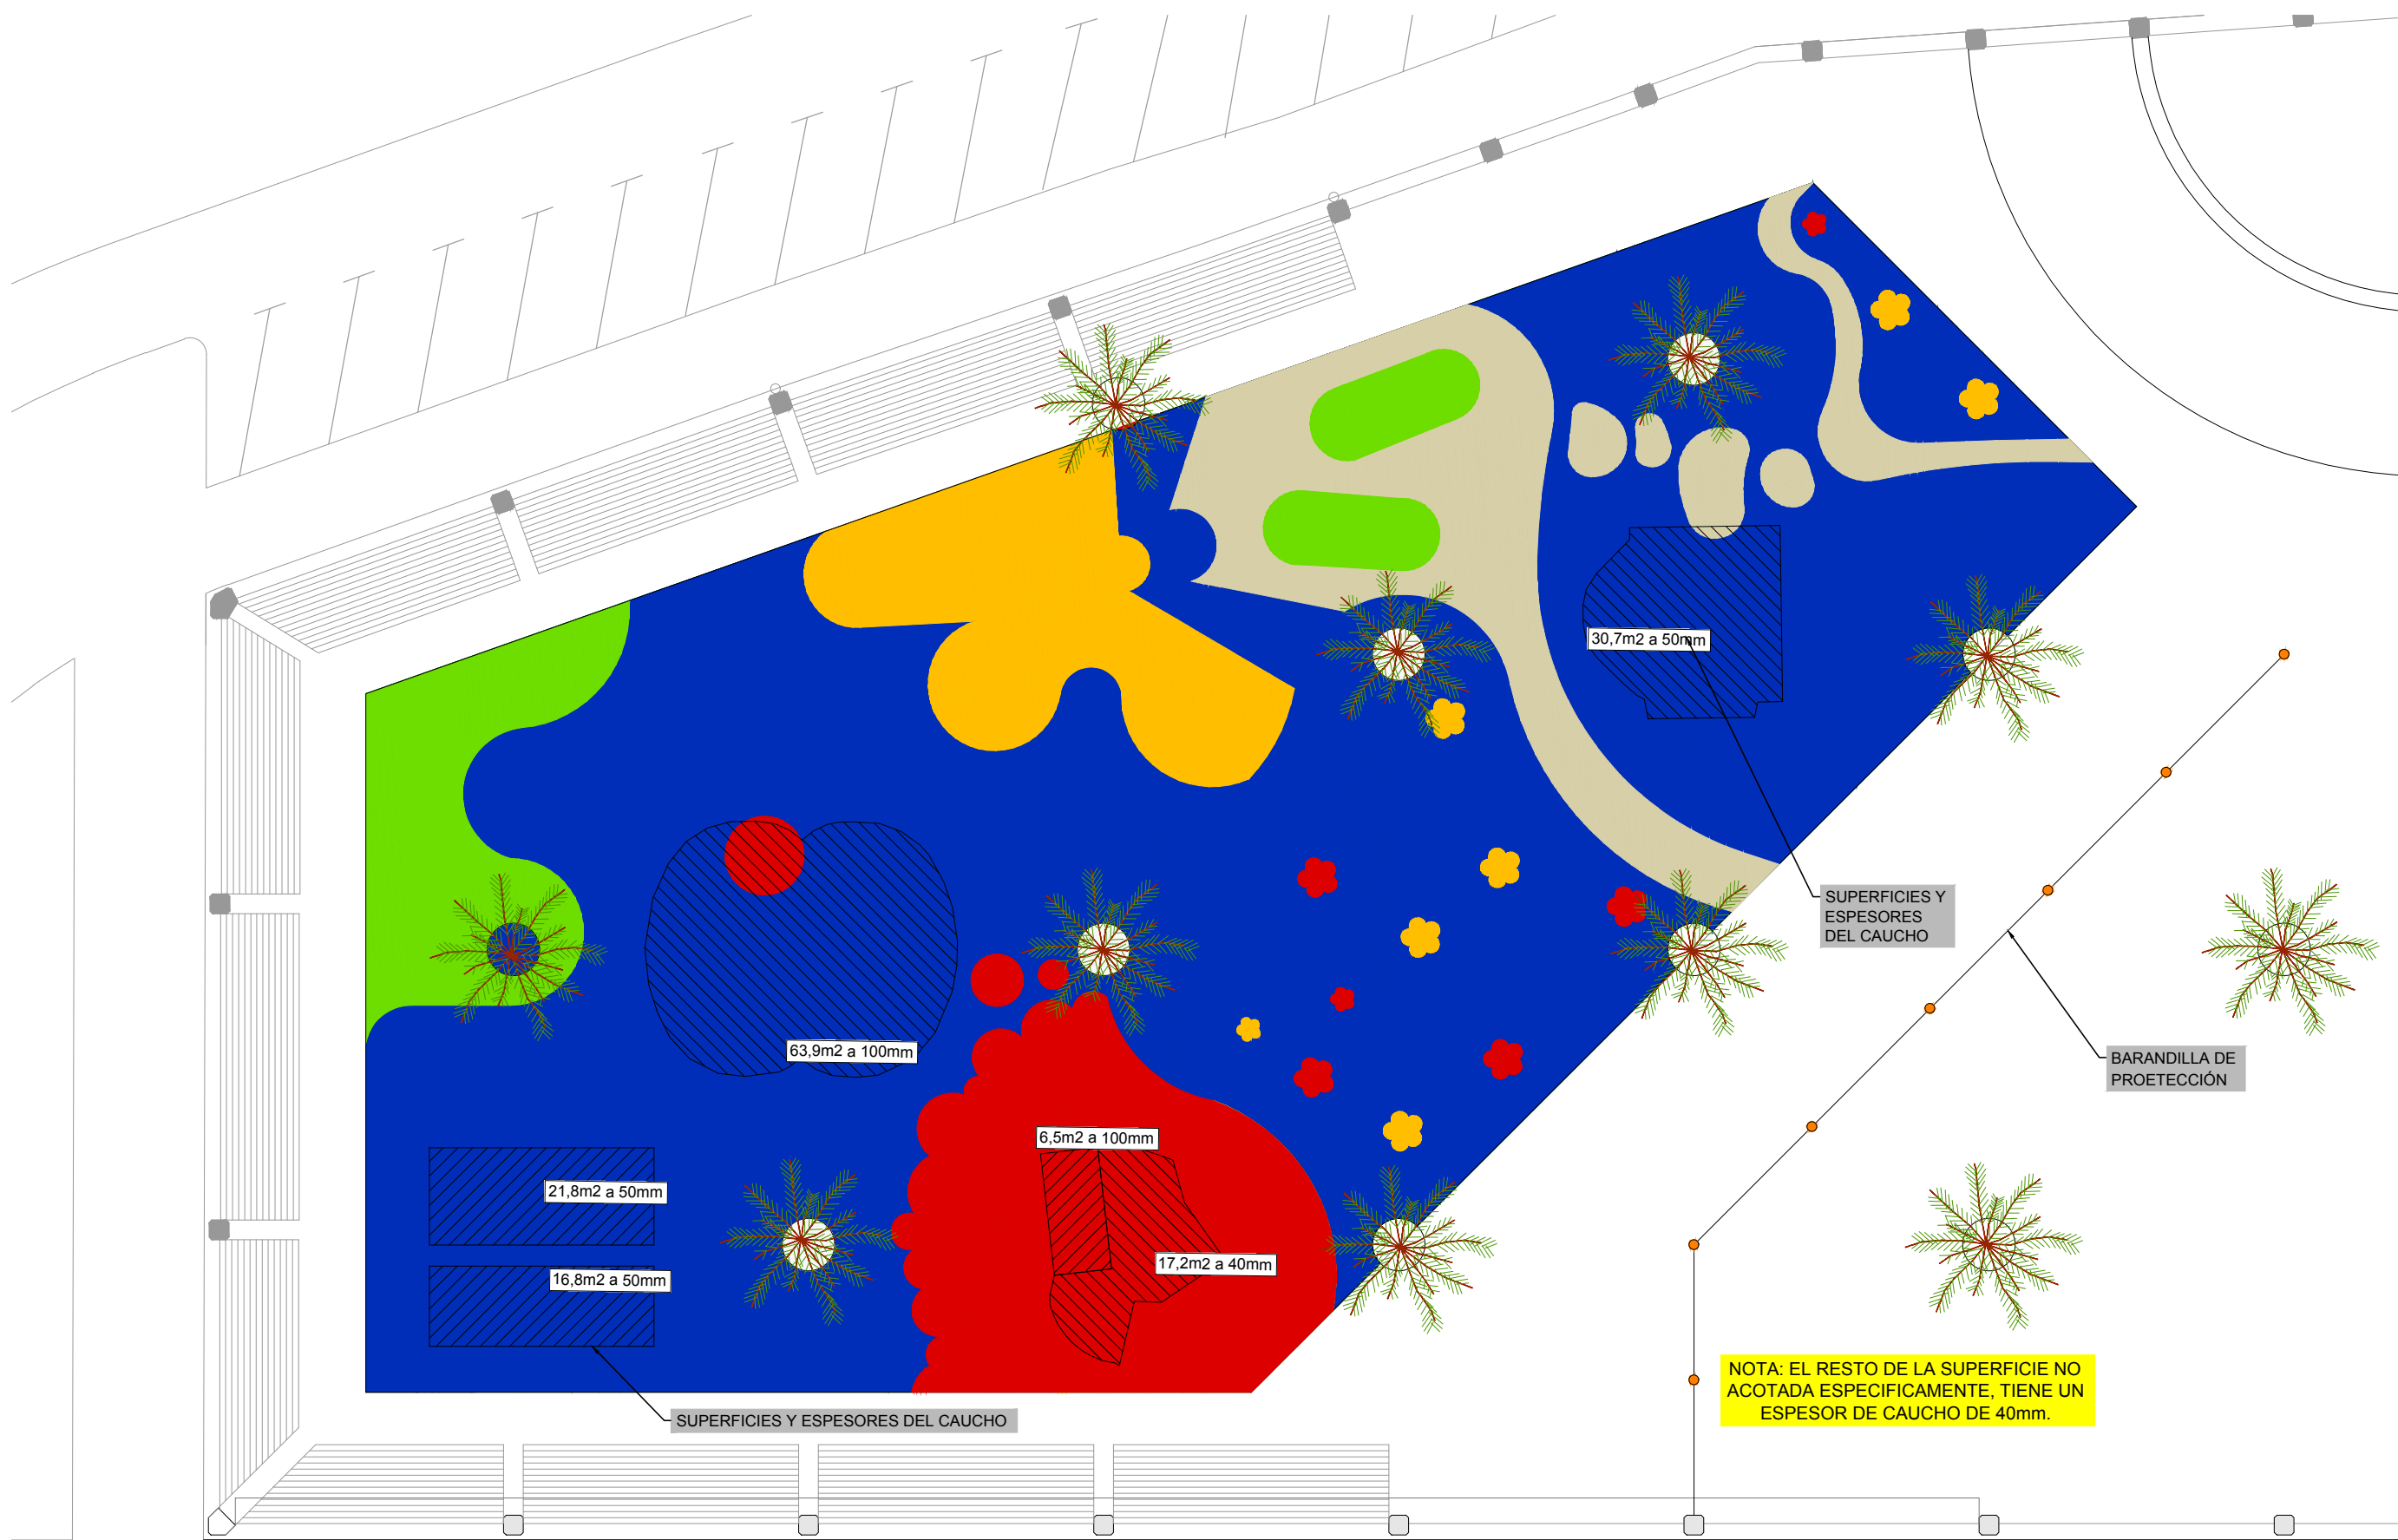 30,7m2 a 50mm
SUPERFICIES Y
ESPESORES
DEL CAUCHO
63,9m2 a 100mm
BARANDILLA DE
PROETECCIÓN
6,5m2 a 100mm
21,8m2 a 50mm
17,2m2 a 40mm
16,8m2 a 50mm
NOTA: EL RESTO DE LA SUPERFICIE NO
ACOTADA ESPECIFICAMENTE, TIENE UN
ESPESOR DE CAUCHO DE 40mm.
SUPERFICIES Y ESPESORES DEL CAUCHO